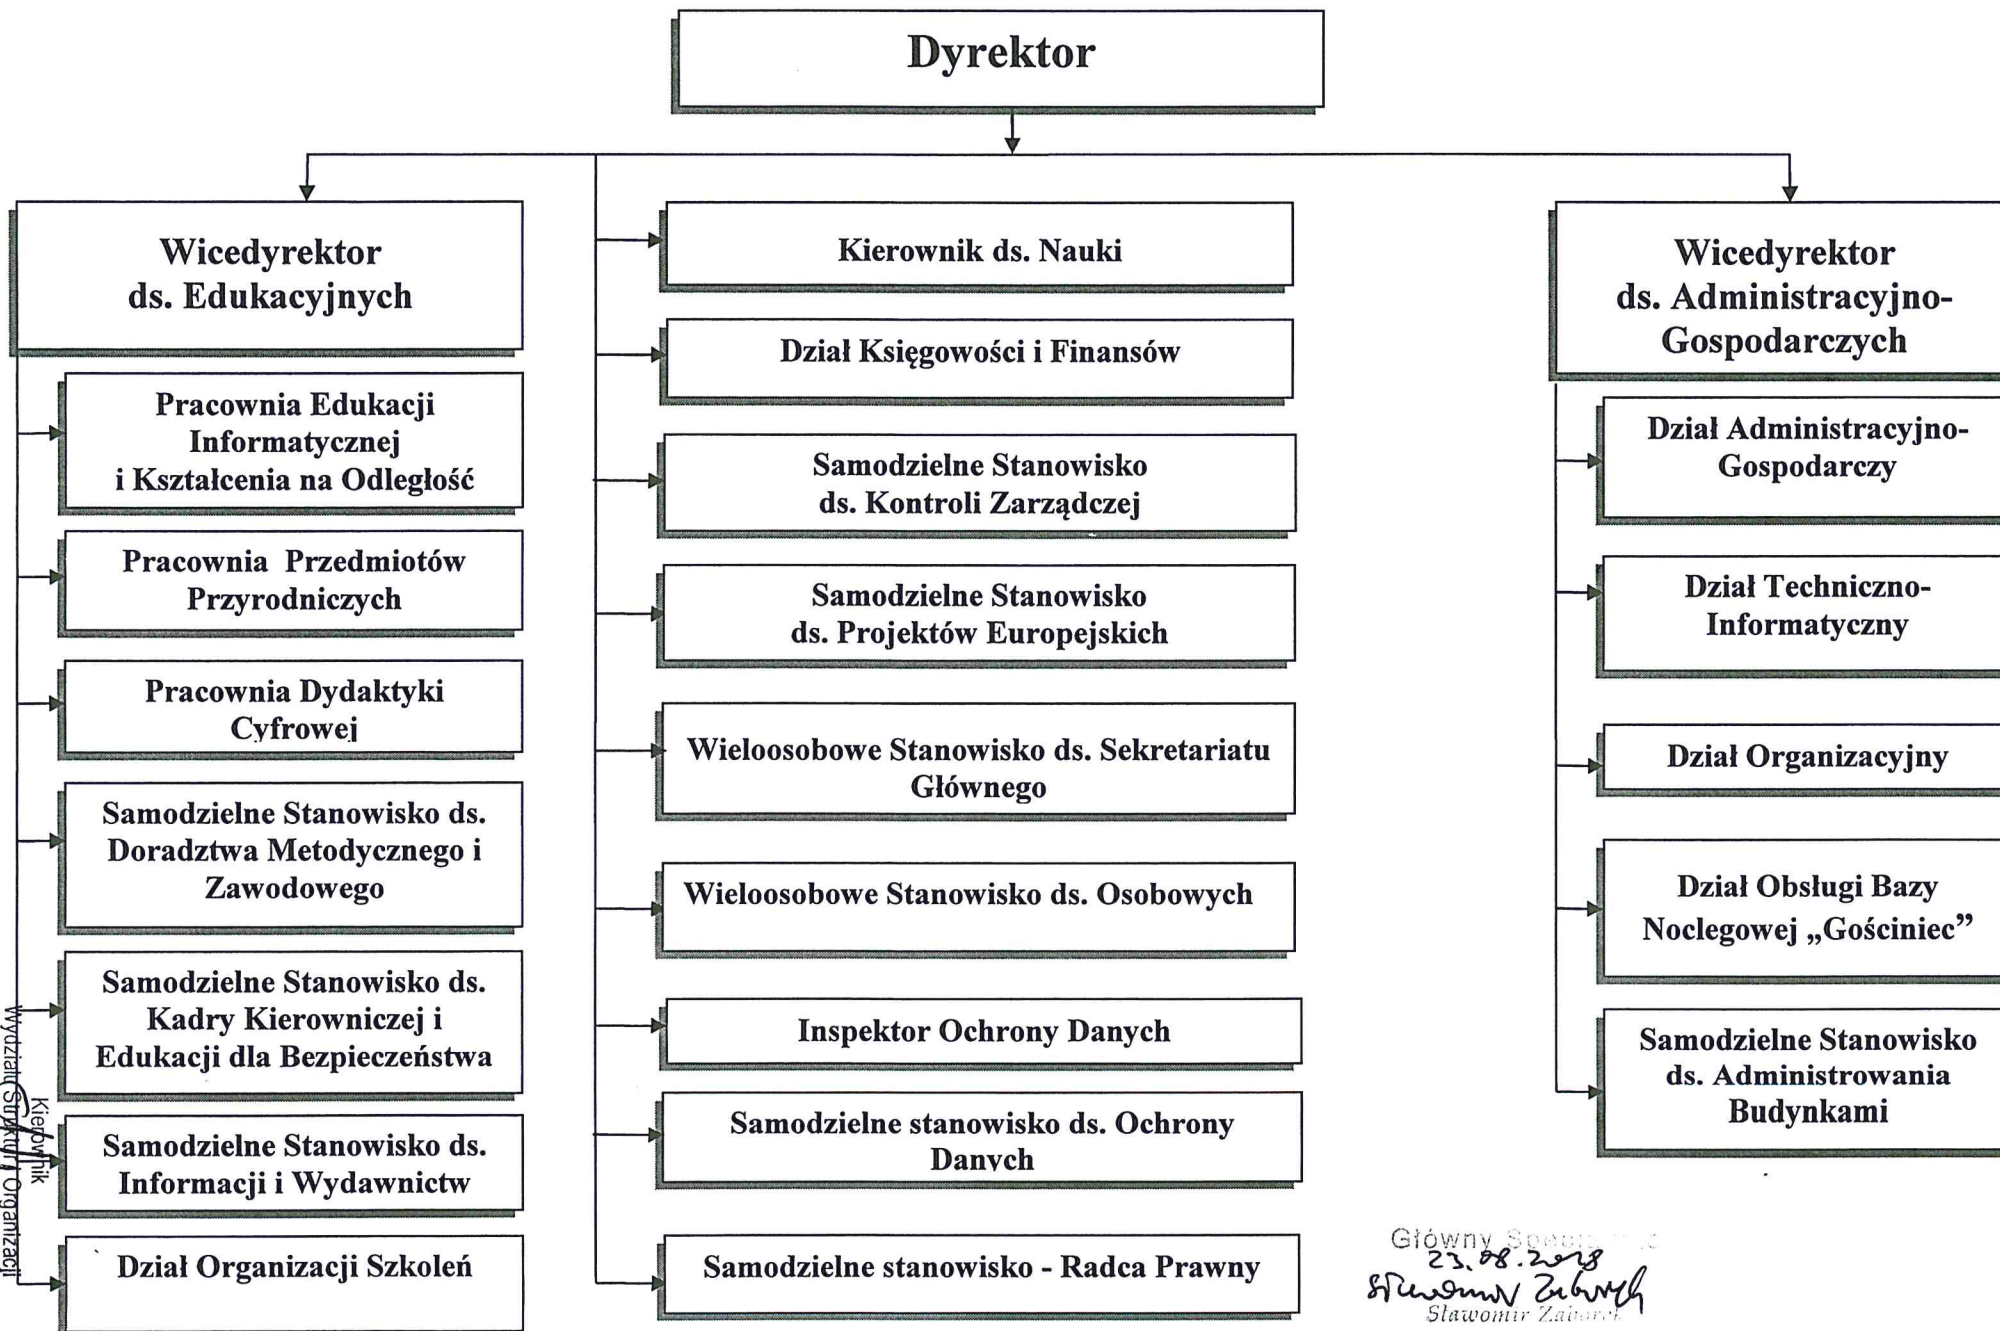 Dyrektor
Wicedyrektor
ds. Edukacyjnych
Pracownia Edukacji
Informatycznej
i Kształcenia na Odległość
Pracownia Przedmiotów
Przyrodniczych
Pracownia Dydaktyki
Cyfrowej
Samodzielne Stanowisko ds.
Doradztwa Metodycznego i
Zawodowego
Samodzielne Stanowisko ds.
Kadry Kierowniczej i
Edukacji dla Bezpieczeństwa
Samodzielne Stanowisko ds.
Informacji i Wydawnictw
Dział Organizacji Szkoleń
Kierownik ds. Nauki
Dział Księgowości i Finansów
Samodzielne Stanowisko
ds. Kontroli Zarządczej
Samodzielne Stanowisko
ds. Projektów Europejskich
Wieloosobowe Stanowisko ds. Sekretariatu
Głównego
Wieloosobowe Stanowisko ds. Osobowych
Inspektor Ochrony Danych
Samodzielne stanowisko ds. Ochrony
Danych
Samodzielne stanowisko - Radca Prawny
Wicedyrektor
ds. Administracyjno-
Gospodarczych
Dział Administracyjno-
Gospodarczy
Dział Techniczno-
Informatyczny
Dział Organizacyjny
Dział Obsługi Bazy
Noclegowej „Gościniec”
Samodzielne Stanowisko
ds. Administrowania
Budynkami
Kierownik
Wydziału Struktur i Organizacji
Główny
Sławomir